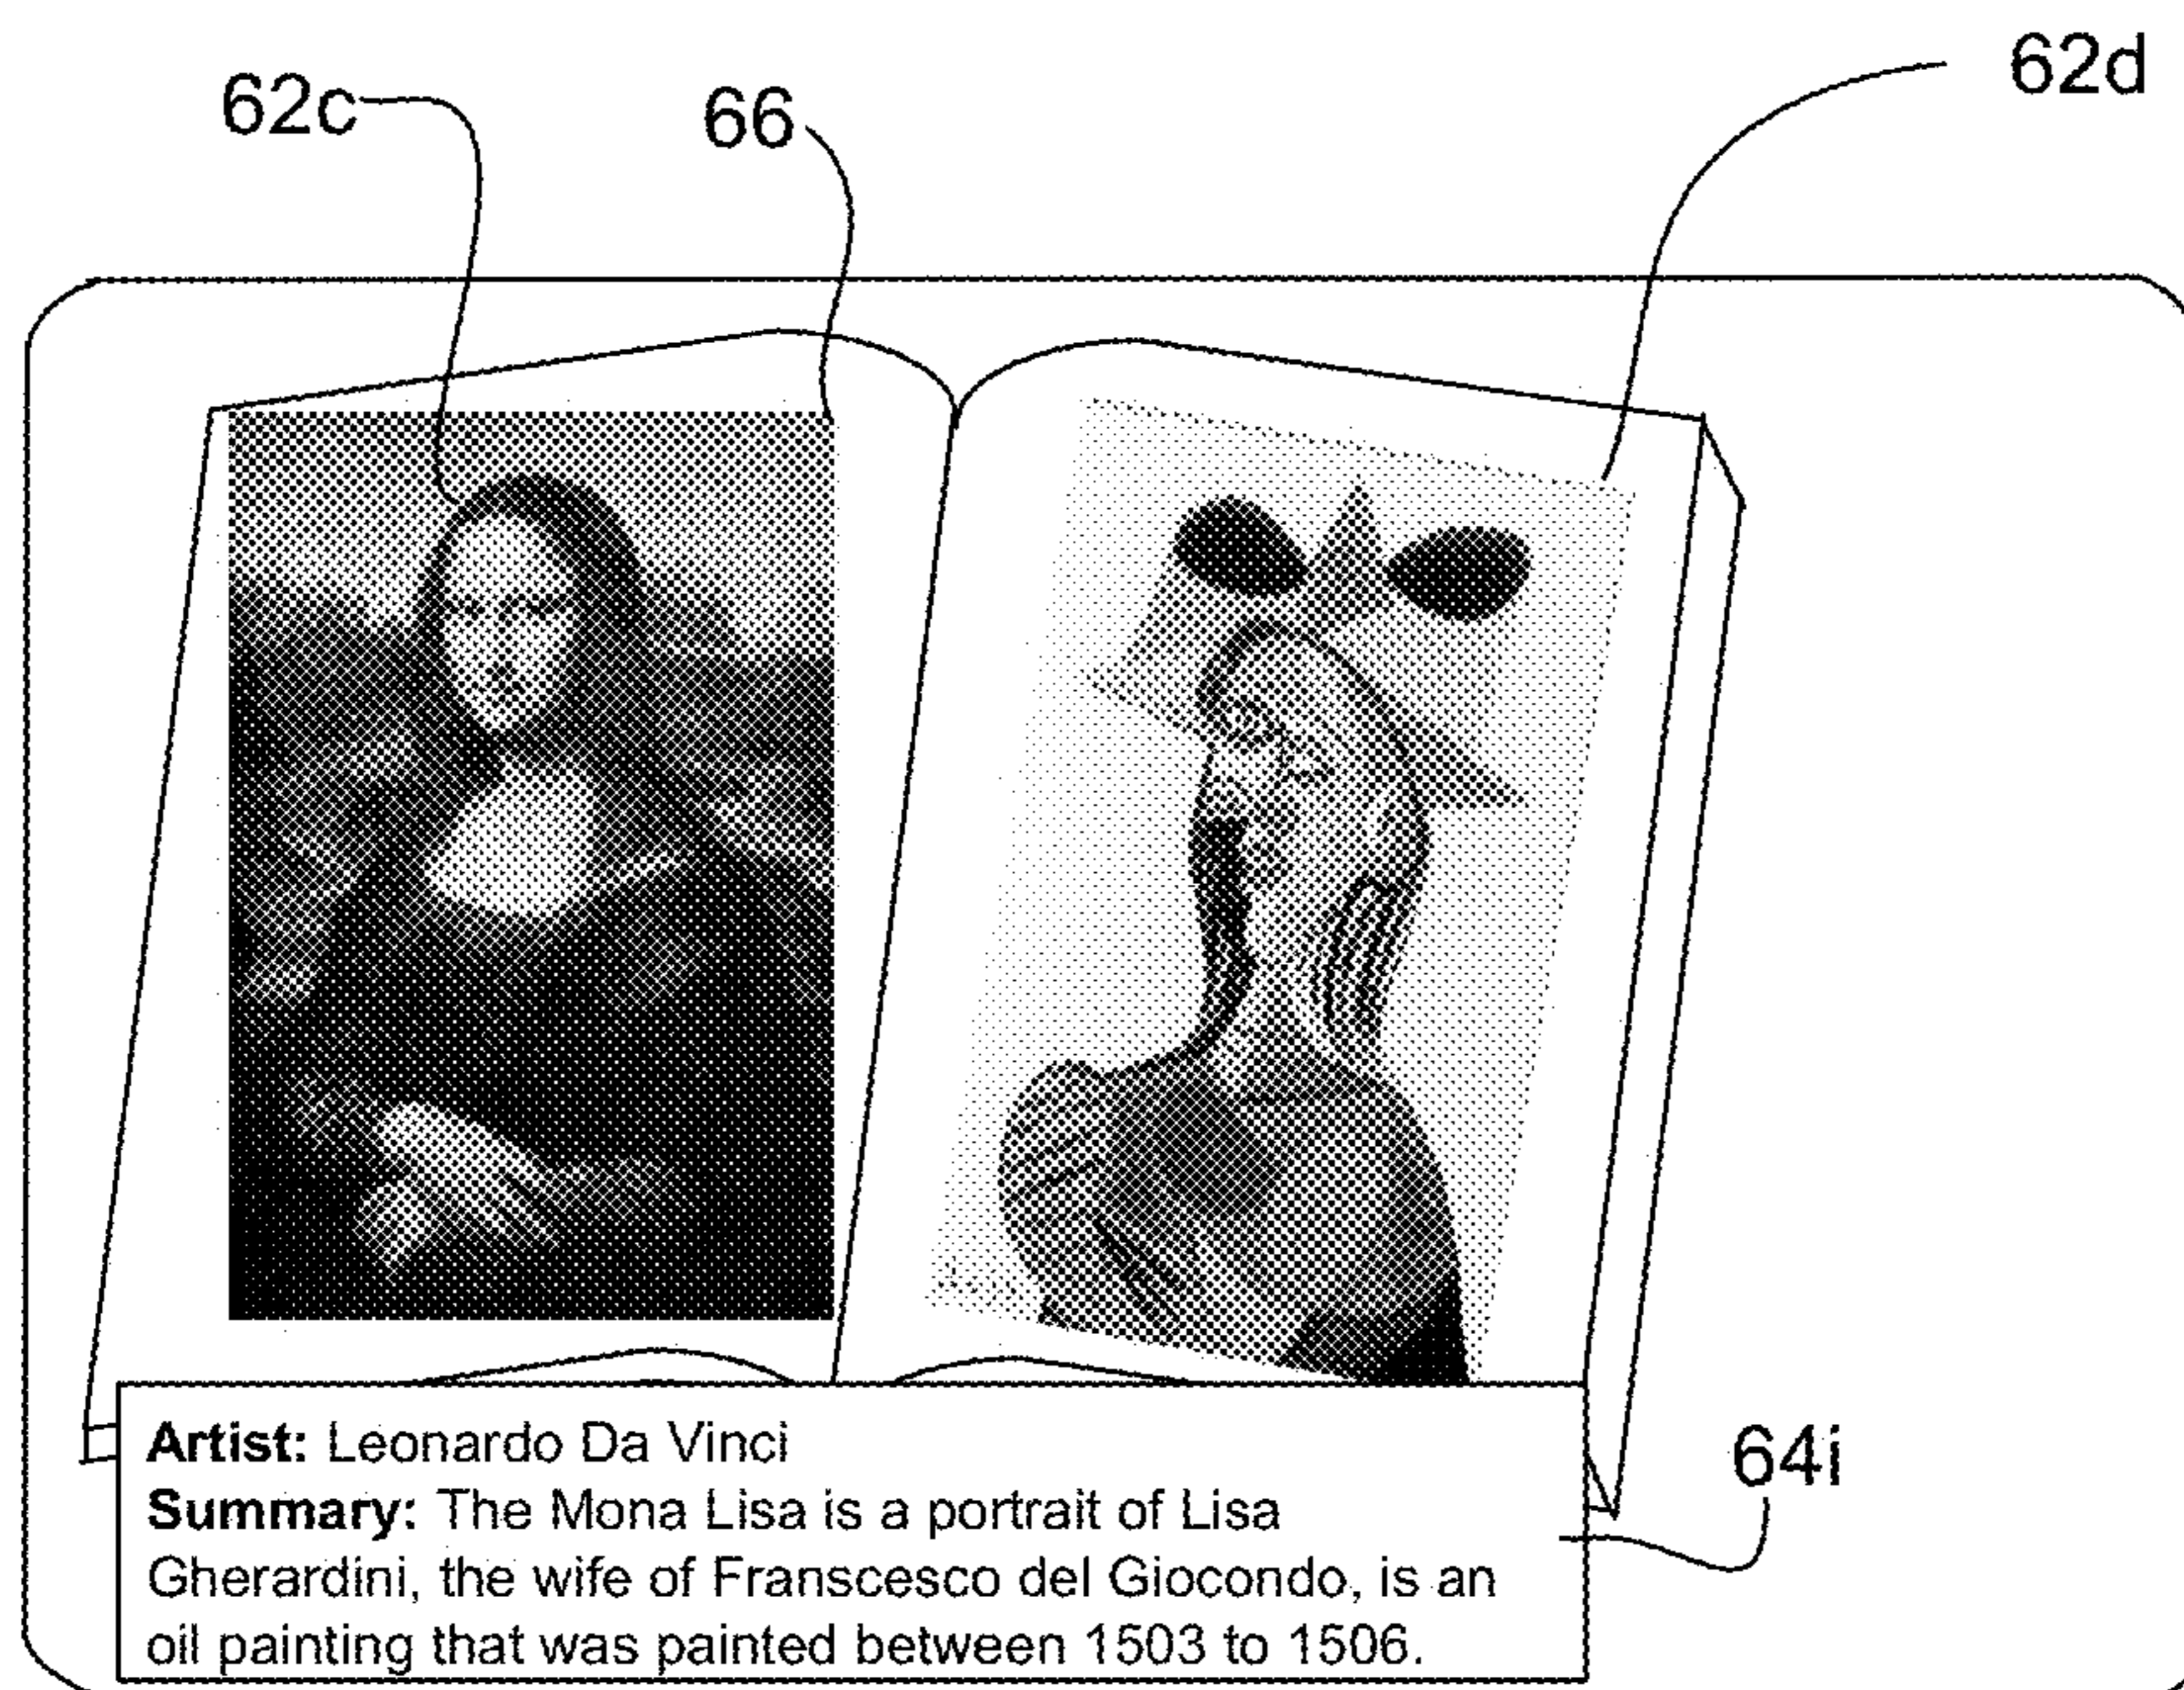 62c
66
62d
Artist: Leonardo Da Vinci
Summary: The Mona Lisa is a portrait of Lisa
Gherardini, the wife of Franscesco del Giocondo, is an
oil painting that was painted between 1503 to 1506.
64i